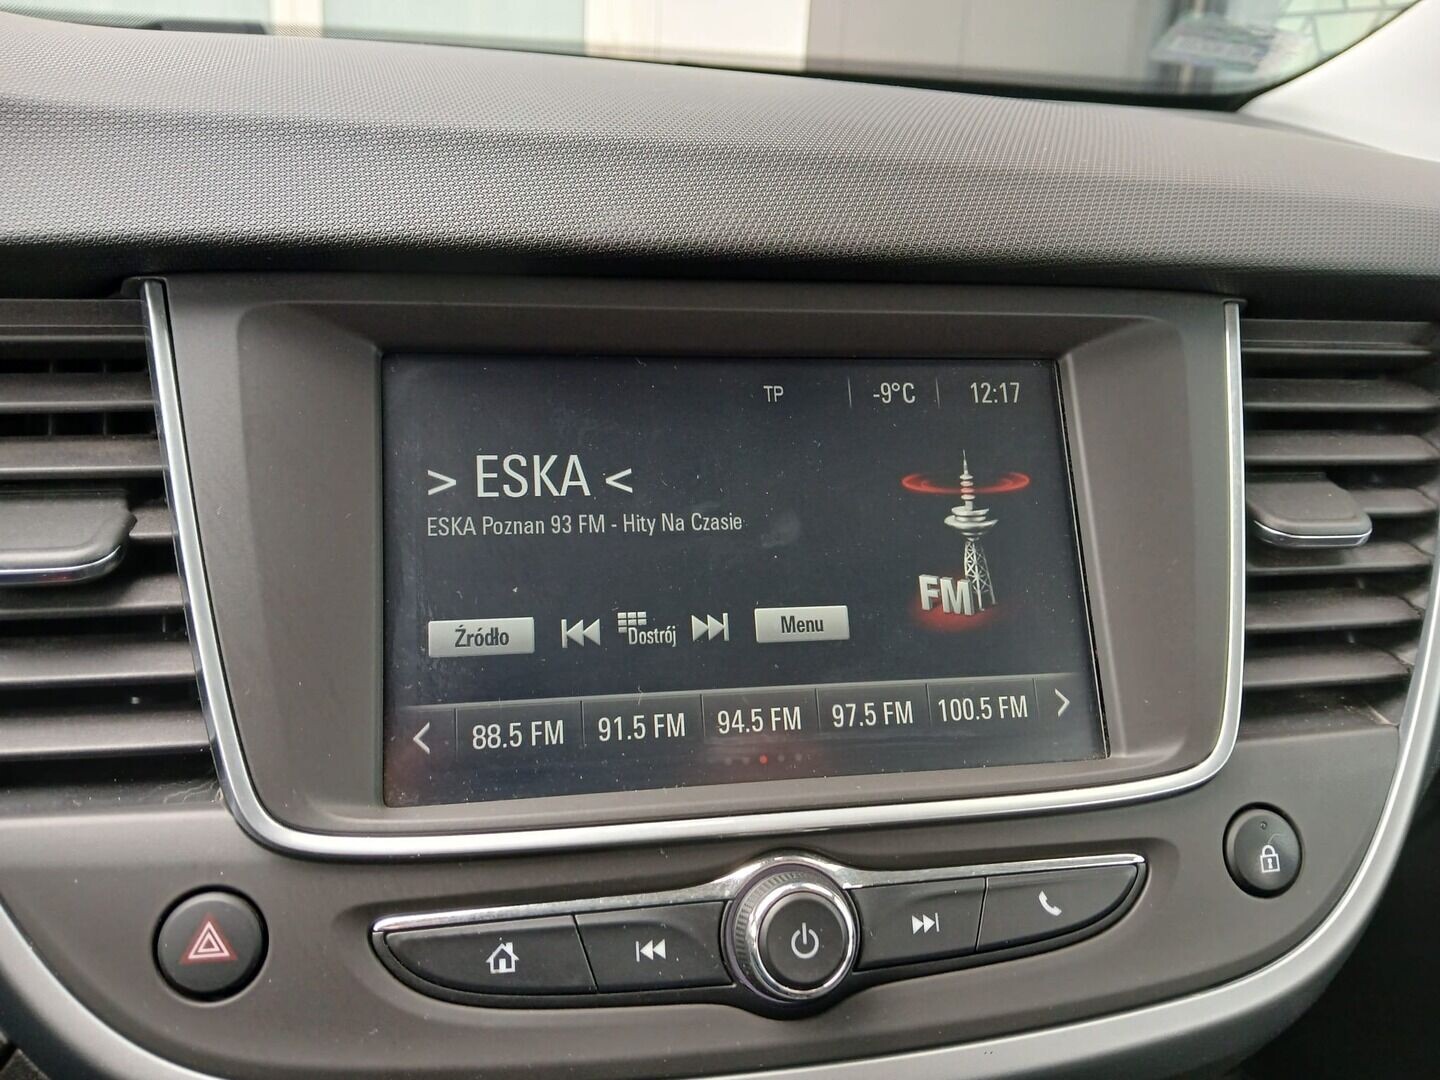 TP -9°C 12:17
> ESKA <
ESKA Poznan 93 FM - Hity Na Czasie
FM
Źródło Dostrój Menu
< 88.5 FM 91.5 FM 94.5 FM 97.5 FM 100.5 FM >